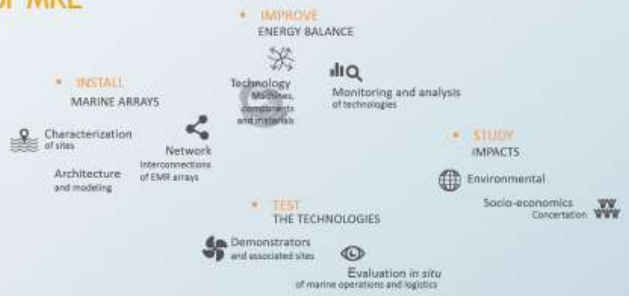 OF MRE
• IMPROVE
ENERGY BALANCE
Technology
Machines,
components
and materials
Monitoring and analysis
of technologies
• INSTALL
MARINE ARRAYS
Characterization
of sites
Architecture
and modeling
Network
Interconnections
of EMR arrays
• STUDY
IMPACTS
Environmental
Socio-economics
Concertation
• TEST
THE TECHNOLOGIES
Demonstrators
and associated sites
Evaluation in situ
of marine operations and logistics